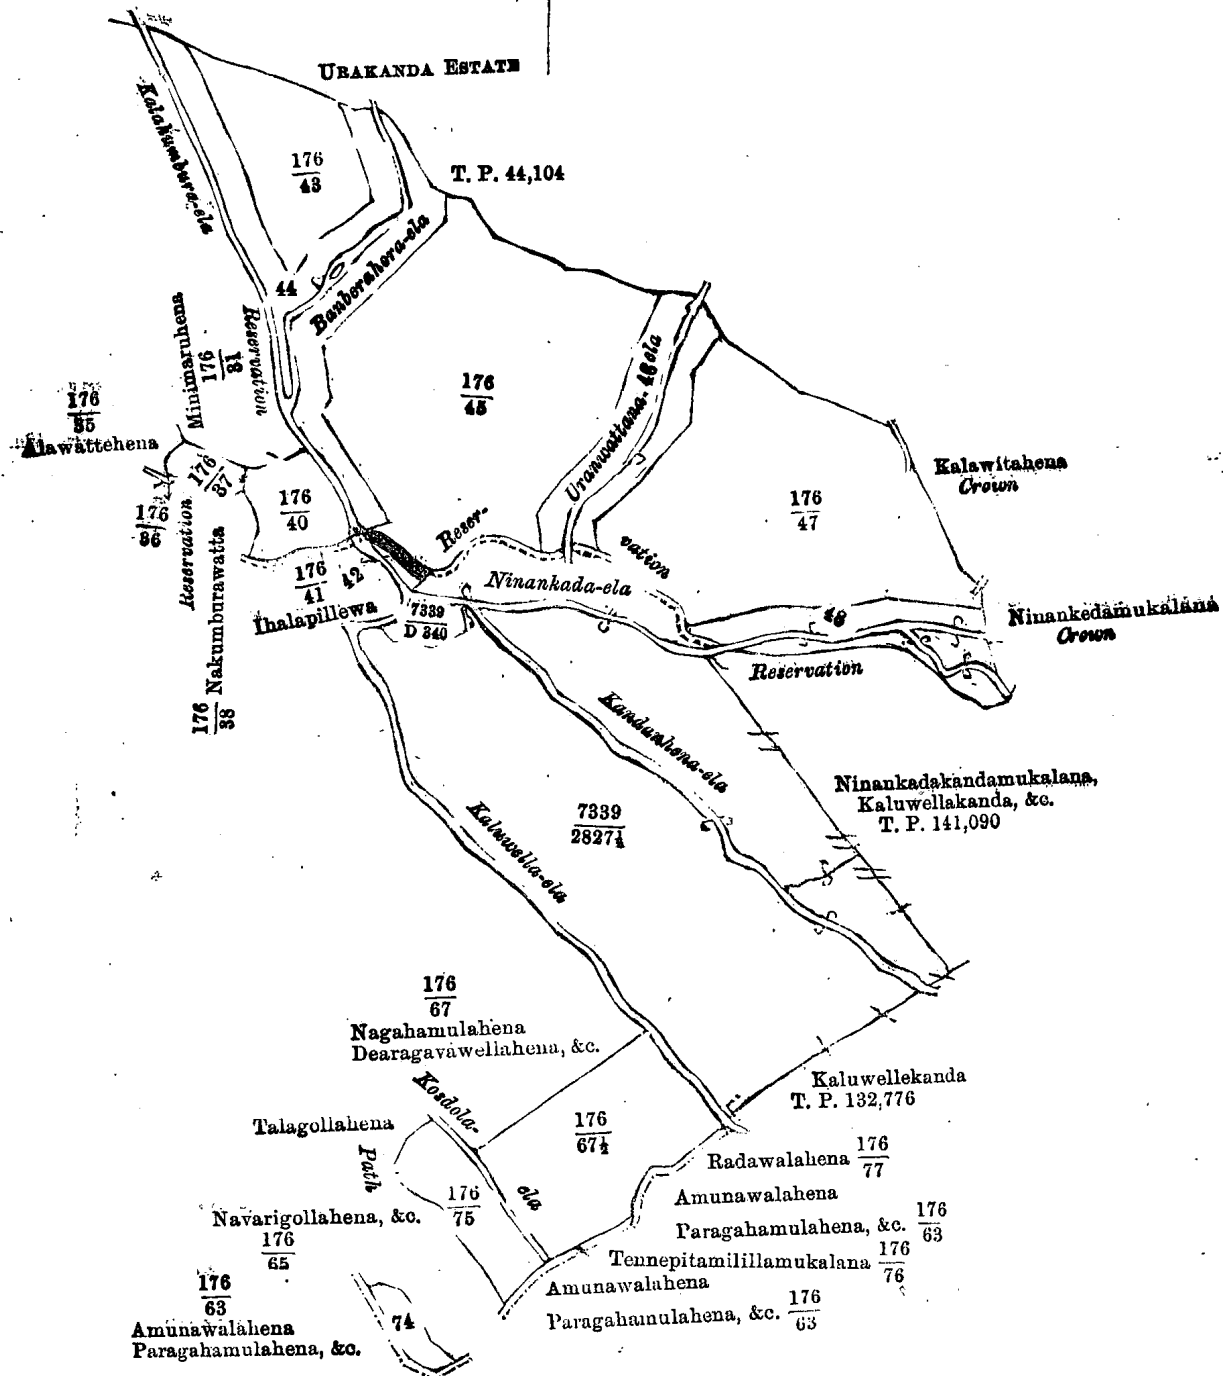 URAKANDA ESTATE
Kalahumbura-ela
176
43
T. P. 44,104
Banberahera-ela
44
Minimaruhena
176
31
Reservation
176
45
Uranwattana-46 ela
176
35
Alawattehena
176
37
176
36
Reservation
176
40
Kalawitahena
Crown
176
47
Reser-
vation
176
41
42
Ninankada-ela
Ihalapillewa
7339
D 340
176
38
Nakumburawatta
48
Ninankedamukalana
Crown
Reservation
Kandanhena-ela
Ninankadakandamukalana,
Kaluwellakanda, &c.
T. P. 141,090
7339
2827½
Kaluwella-ela
176
67
Nagahamulahena
Dearagavawellahena, &c.
Kosdola-
ela
Kaluwellekanda
T. P. 132,776
Talagollahena
Path
176
67½
Radawalahena 176
77
176
75
Amunawalahena
Paragahamulahena, &c. 176
63
Navarigollahena, &c.
176
65
Tennepitamilillamukalana 176
76
Amunawalahena
Paragahamulahena, &c. 176
63
176
63
Amunawalahena
Paragahamulahena, &c.
74